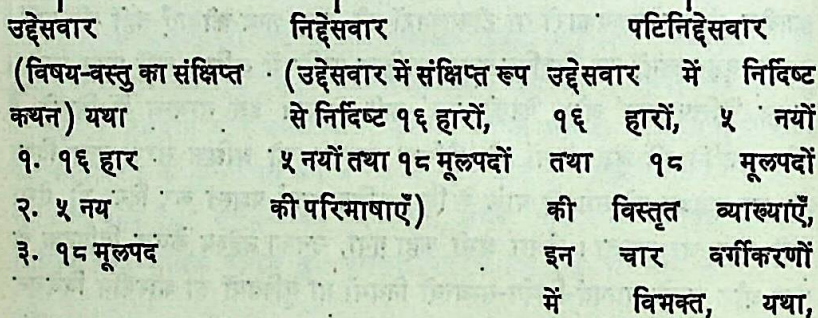 उद्देसवार
(विषय-वस्तु का संक्षिप्त
कथन) यथा
१. १६ हार
२. ५ नय
३. १८ मूलपद
निद्देसवार
(उद्देसवार में संक्षिप्त रूप
से निर्दिष्ट १६ हारों,
५ नयों तथा १८ मूलपदों
की परिभाषाएँ)
पटिनिद्देसवार
उद्देसवार में निर्दिष्ट
१६ हारों, ५ नयों
तथा १८ मूलपदों
की विस्तृत व्याख्याएँ,
इन चार वर्गीकरणों
में विभक्त, यथा,